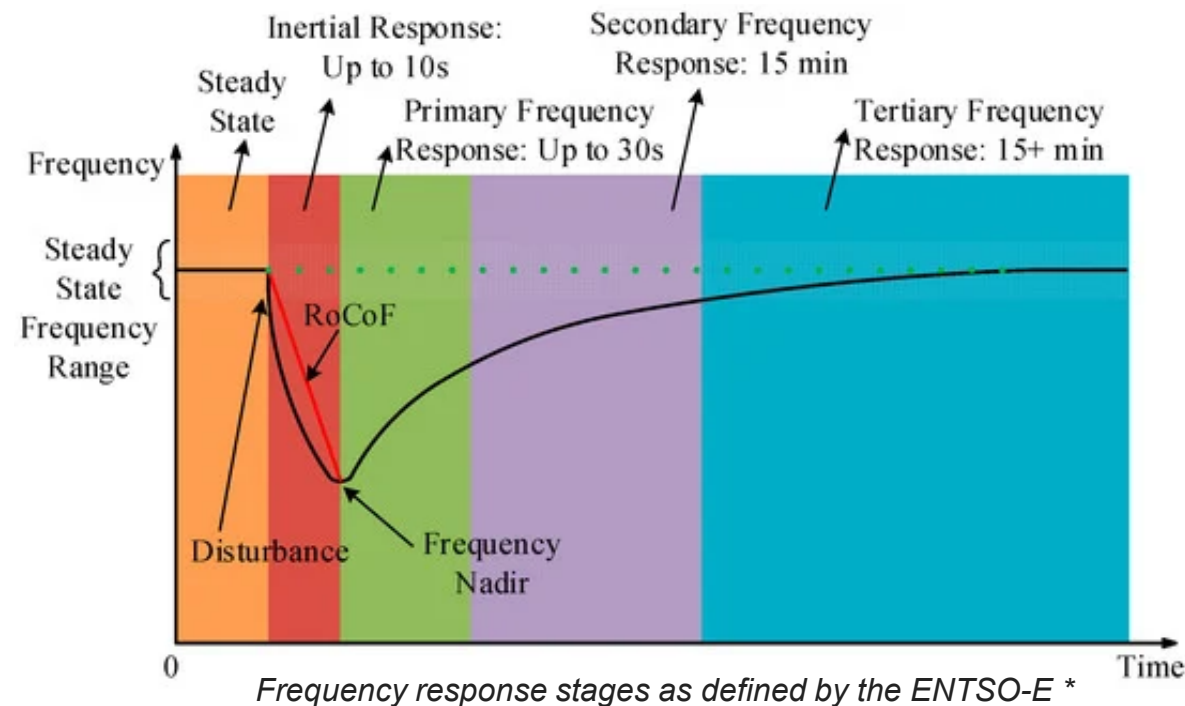 Inertial Response:
Up to 10s
Secondary Frequency
Response: 15 min
Steady
State
Primary Frequency
Response: Up to 30s
Tertiary Frequency
Response: 15+ min
Frequency
Steady
State
Frequency
Range
RoCoF
Disturbance
Frequency
Nadir
0
Time
Frequency response stages as defined by the ENTSO-E *